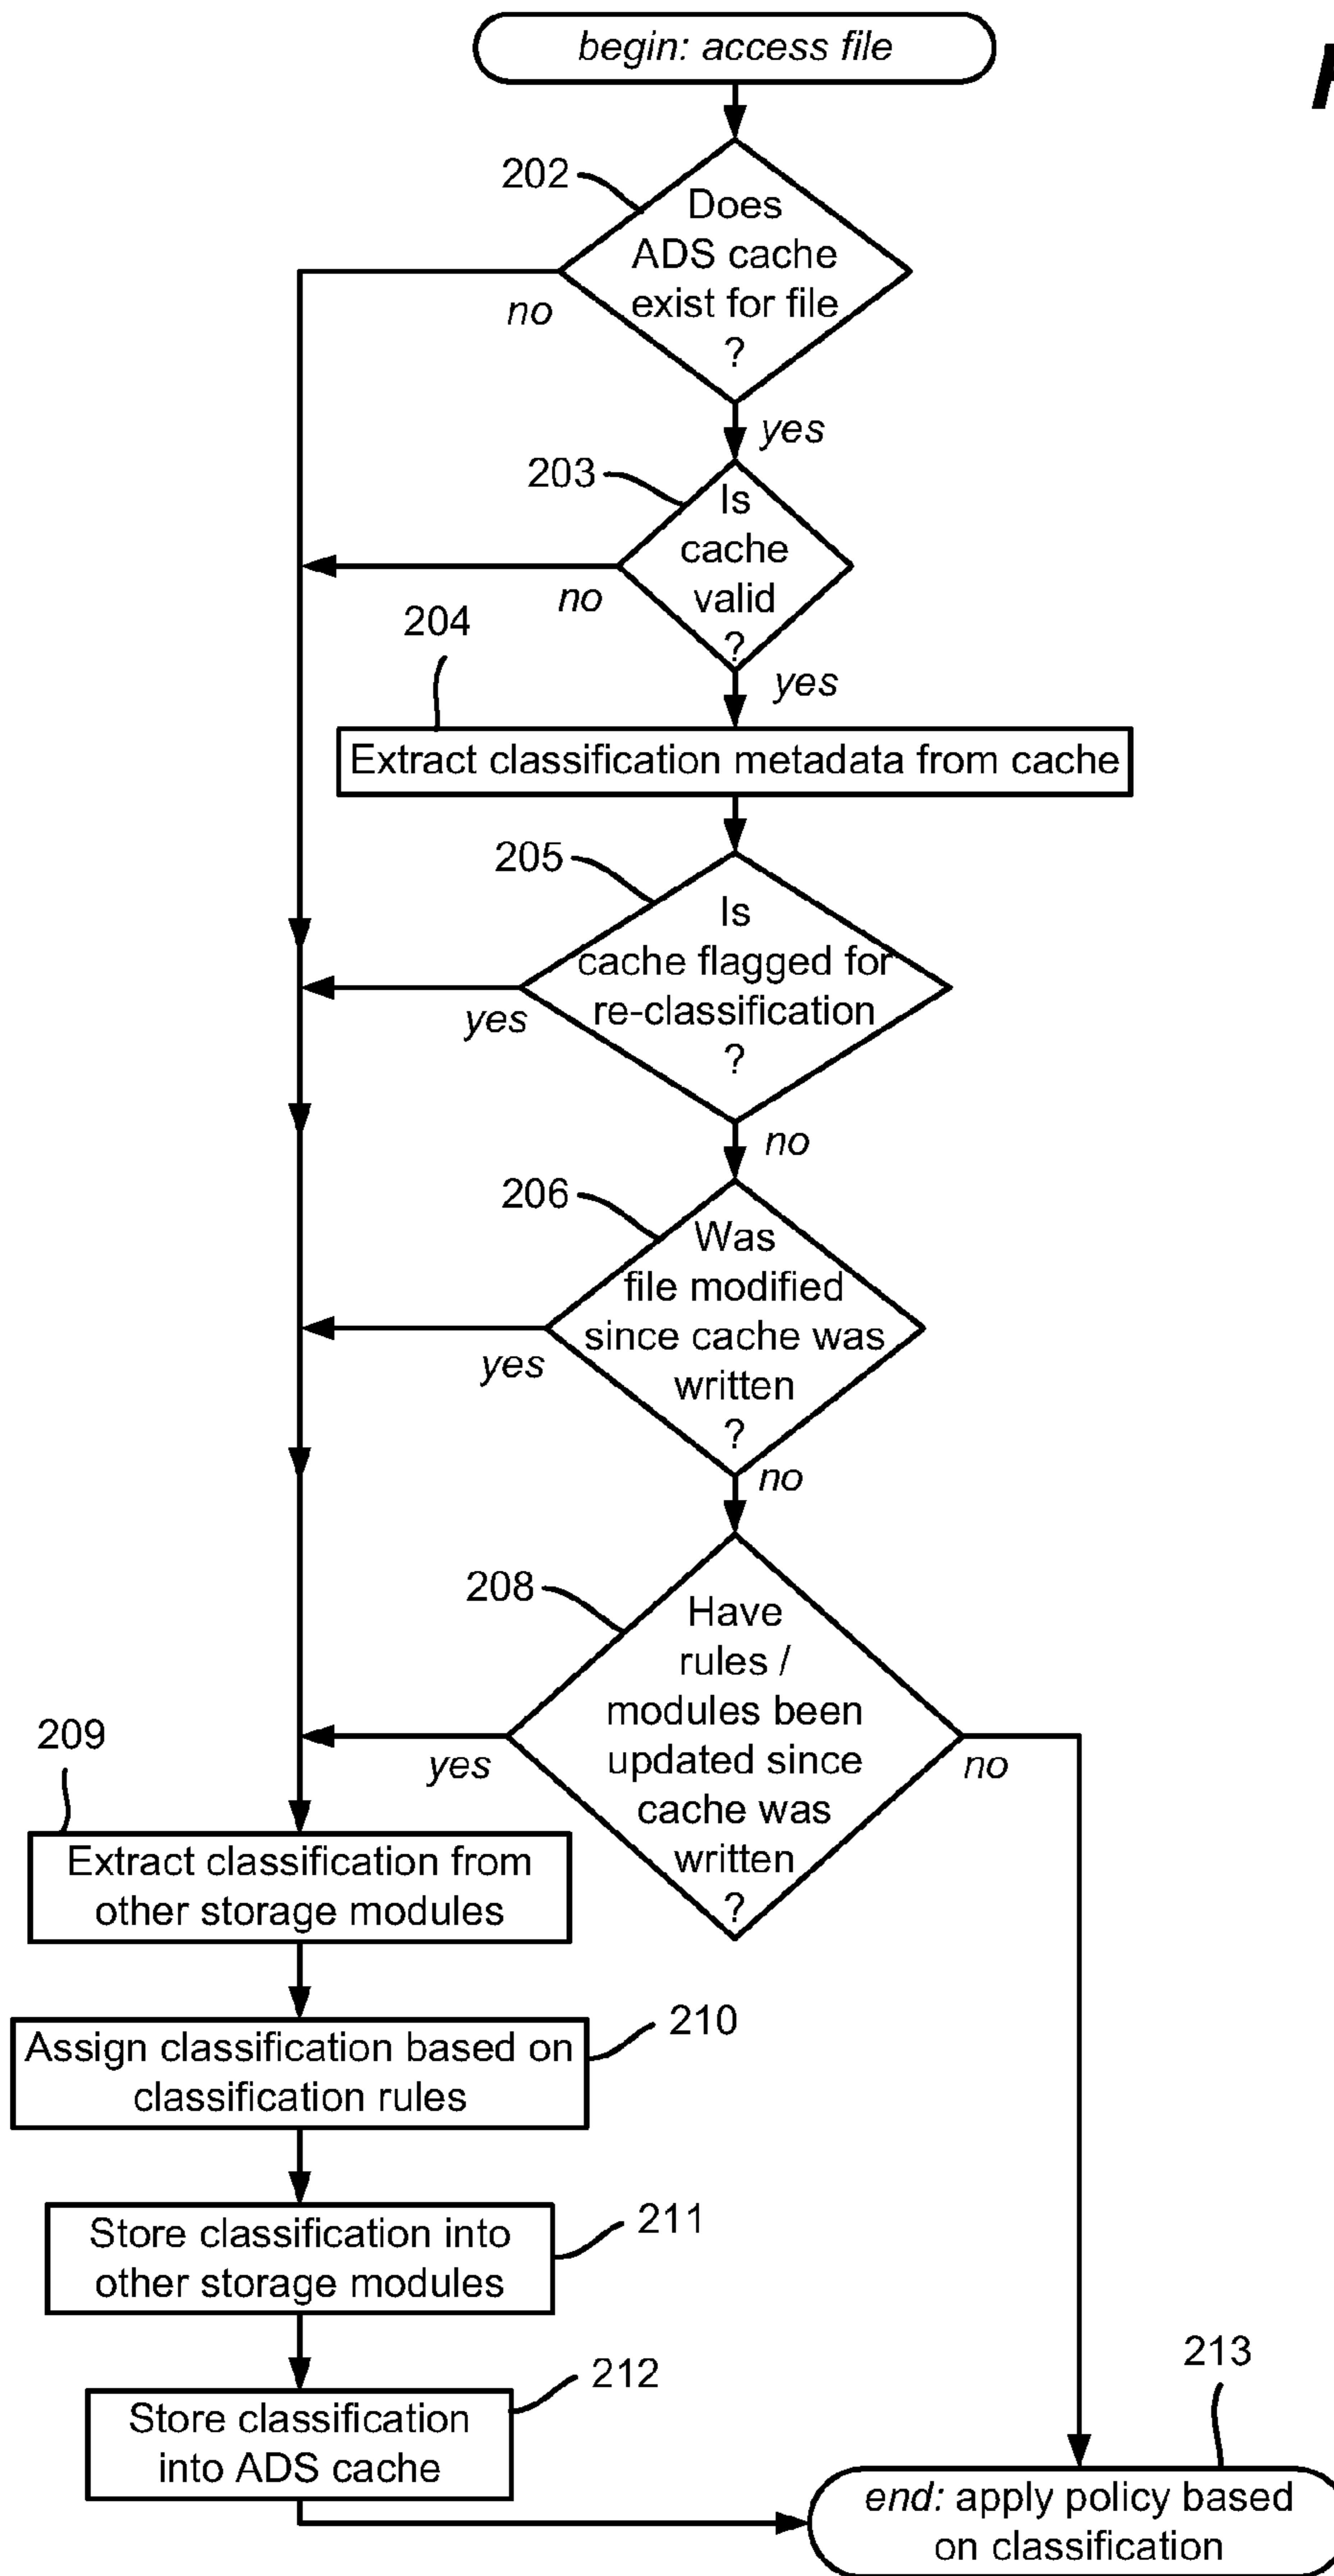 begin: access file
202
Does
ADS cache
exist for file
?
no
yes
203
Is
cache
valid
?
no
yes
204
Extract classification metadata from cache
205
Is
cache flagged for
re-classification
?
yes
no
206
Was
file modified
since cache was
written
?
yes
no
208
Have
rules /
modules been
updated since
cache was
written
?
yes
no
209
Extract classification from
other storage modules
210
Assign classification based on
classification rules
211
Store classification into
other storage modules
212
Store classification
into ADS cache
213
end: apply policy based
on classification